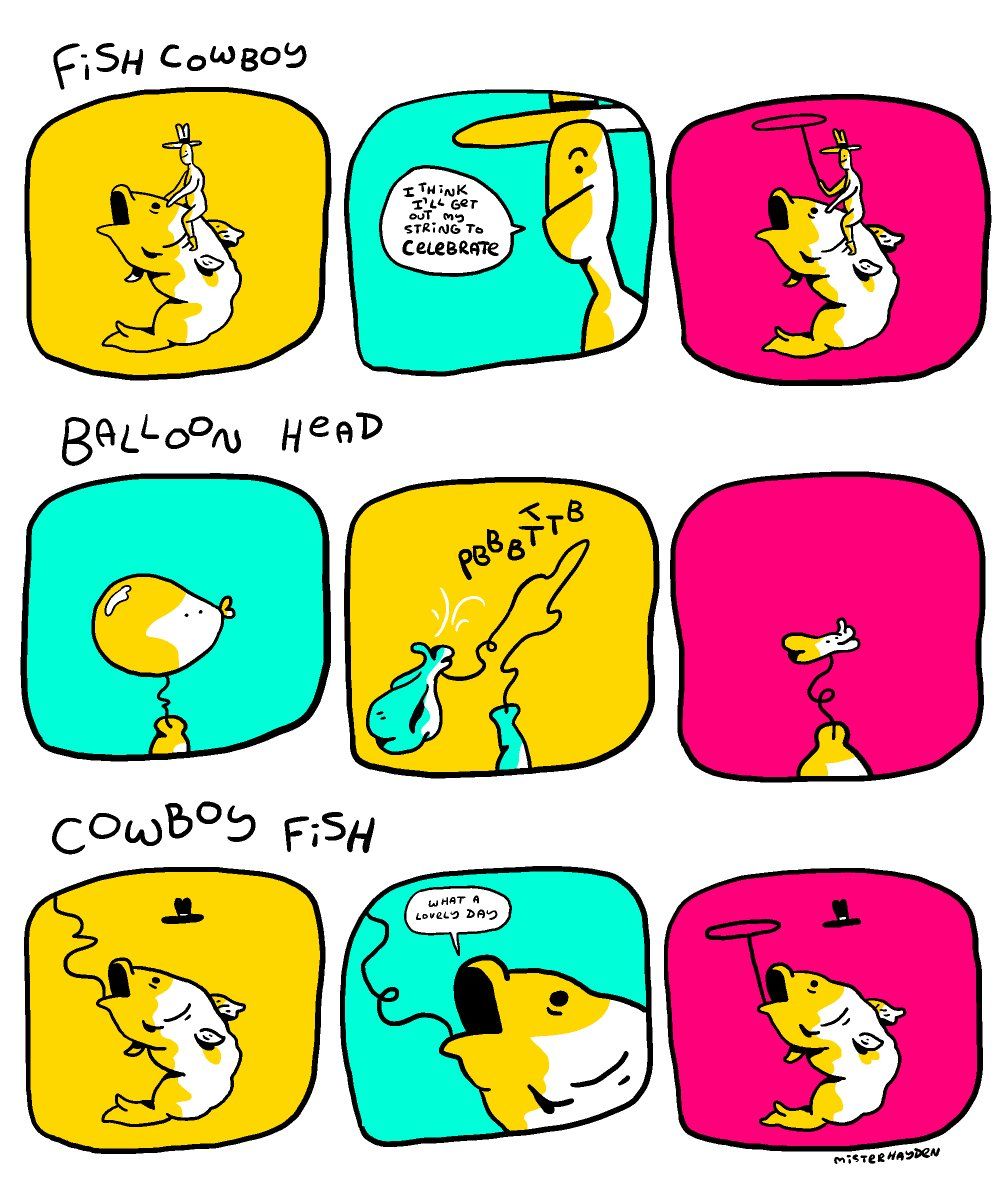 FiSH COWBOY
I THiNK
I'LL GeT
OUT MY
STRiNG TO
CeLeBRATe
BALLOON HeAD
PBBBTTTB
COWBOY FiSH
WHAT A
LOVeLY DAY
MiSTeRHAYDeN